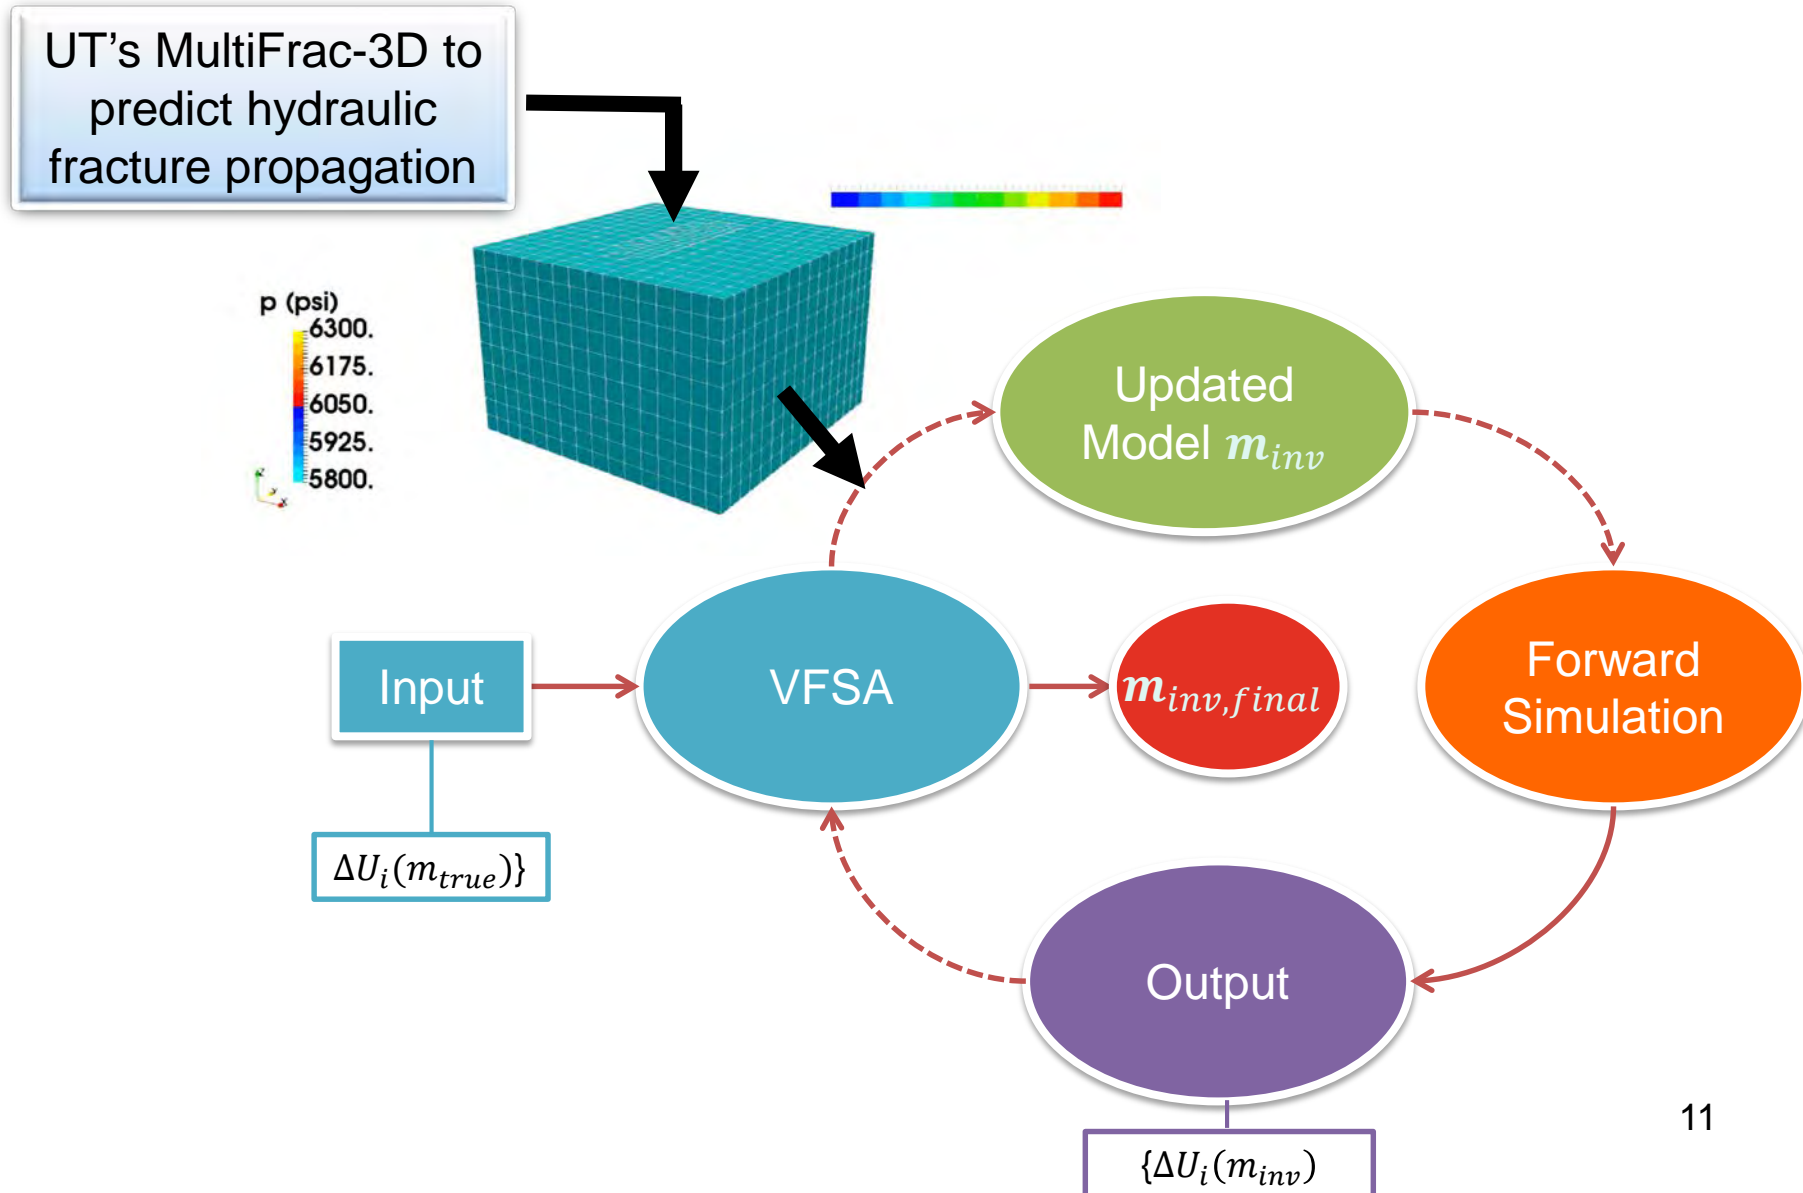 UT’s MultiFrac-3D to
predict hydraulic
fracture propagation
p (psi)
6300.
6175.
6050.
5925.
5800.
Updated
Model m_inv
Input
VFSA
m_inv,final
Forward
Simulation
ΔU_i(m_true)}
Output
{ΔU_i(m_inv)
11